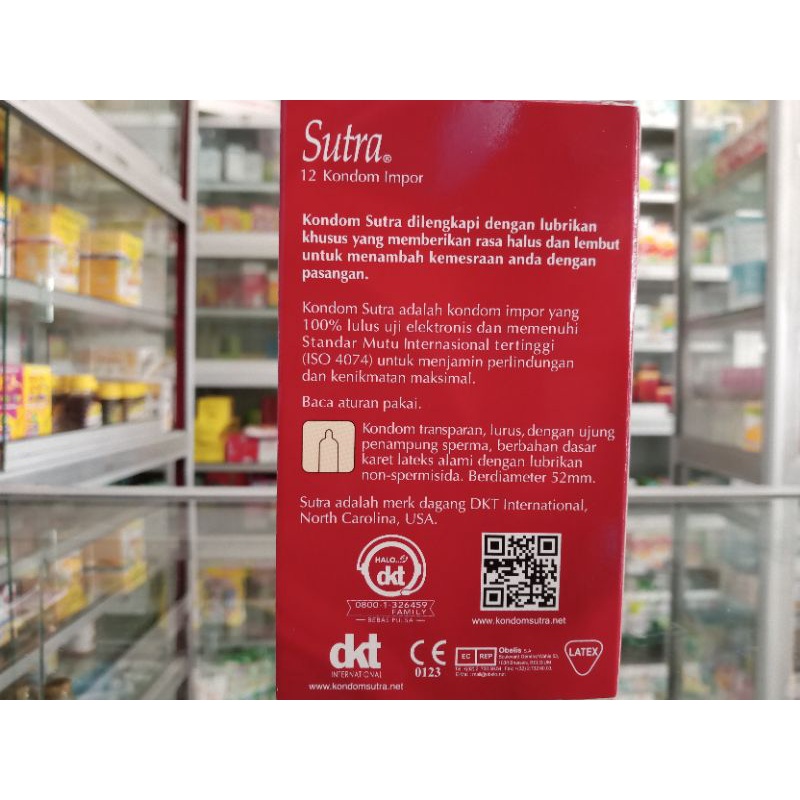 Sutra®
12 Kondom Impor
Kondom Sutra dilengkapi dengan lubrikan
khusus yang memberikan rasa halus dan lembut
untuk menambah kemesraan anda dengan
pasangan.
Kondom Sutra adalah kondom impor yang
100% lulus uji elektronis dan memenuhi
Standar Mutu Internasional tertinggi
(ISO 4074) untuk menjamin perlindungan
dan kenikmatan maksimal.
Baca aturan pakai.
Kondom transparan, lurus, dengan ujung
penampung sperma, berbahan dasar
karet lateks alami dengan lubrikan
non-spermisida. Berdiameter 52mm.
Sutra adalah merk dagang DKT International,
North Carolina, USA.
HALO...
dkt
0800-1-326459
FAMILY
BEBAS PULSA
www.kondomsutra.net
dkt
INTERNATIONAL
www.kondomsutra.net
CE
0123
EC REP
Obelis S.A
LATEX